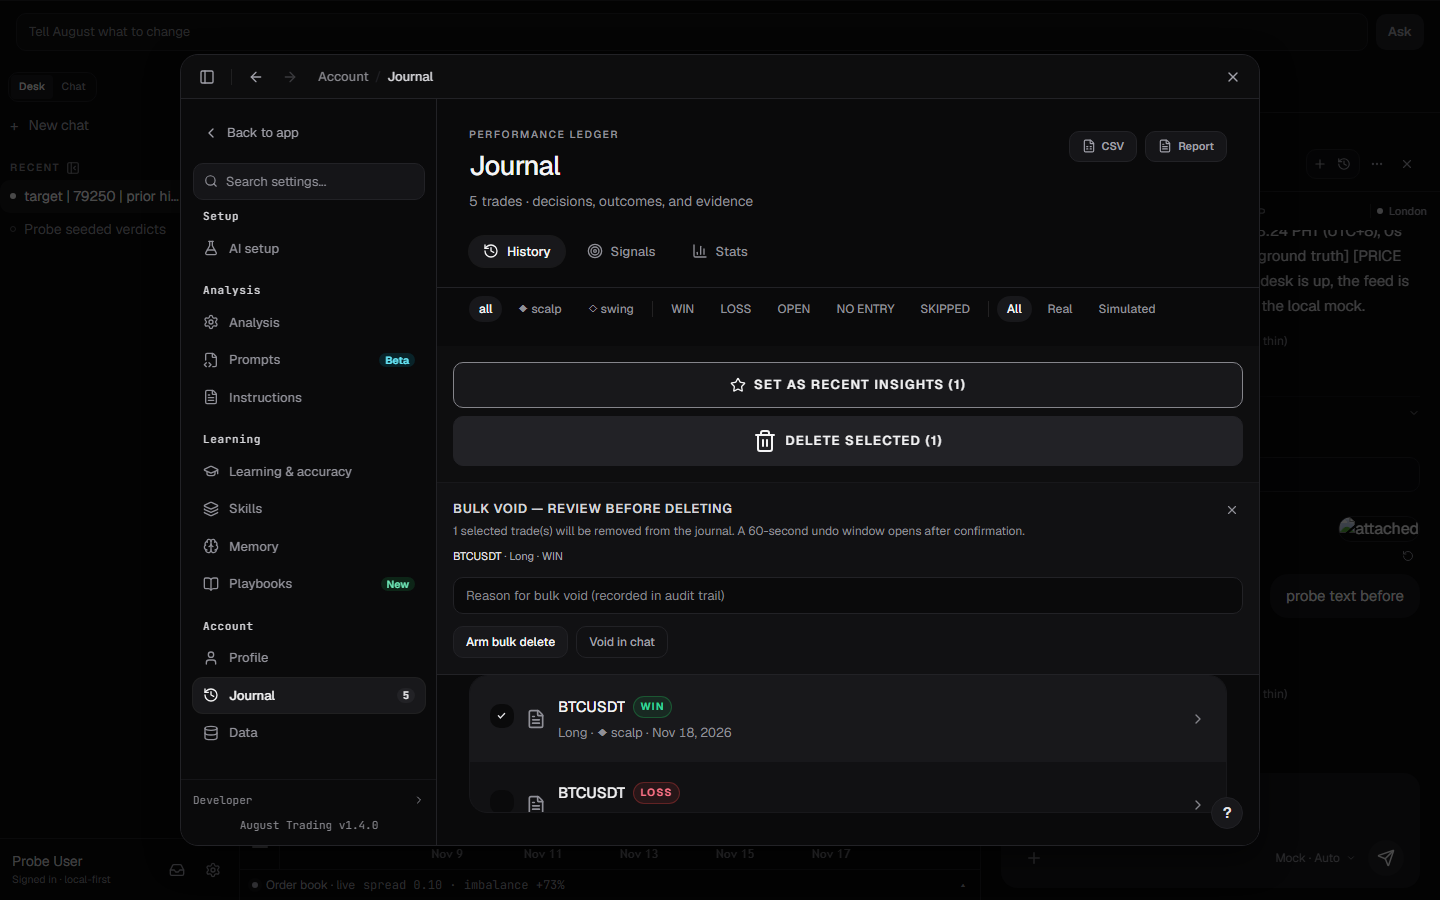 Tell August what to change
Ask
Desk
Chat
+ New chat
RECENT
target | 79250 | prior hi...
Probe seeded verdicts
Account / Journal
Back to app
Search settings...
Setup
AI setup
Analysis
Analysis
Prompts
Beta
Instructions
Learning
Learning & accuracy
Skills
Memory
Playbooks
New
Account
Profile
Journal
5
Data
Developer
August Trading v1.4.0
PERFORMANCE LEDGER
Journal
5 trades · decisions, outcomes, and evidence
CSV
Report
History
Signals
Stats
all
◆ scalp
◇ swing
WIN
LOSS
OPEN
NO ENTRY
SKIPPED
All
Real
Simulated
SET AS RECENT INSIGHTS (1)
DELETE SELECTED (1)
BULK VOID — REVIEW BEFORE DELETING
1 selected trade(s) will be removed from the journal. A 60-second undo window opens after confirmation.
BTCUSDT · Long · WIN
Reason for bulk void (recorded in audit trail)
Arm bulk delete
Void in chat
BTCUSDT
WIN
Long · ◆ scalp · Nov 18, 2026
BTCUSDT
LOSS
?
London
ground truth] [PRICE
desk is up, the feed is
the local mock.
thin)
attached
probe text before
thin)
Mock · Auto
Probe User
Signed in · local-first
Nov 9
Nov 11
Nov 13
Nov 15
Nov 17
Order book · live spread 0.10 · imbalance +73%